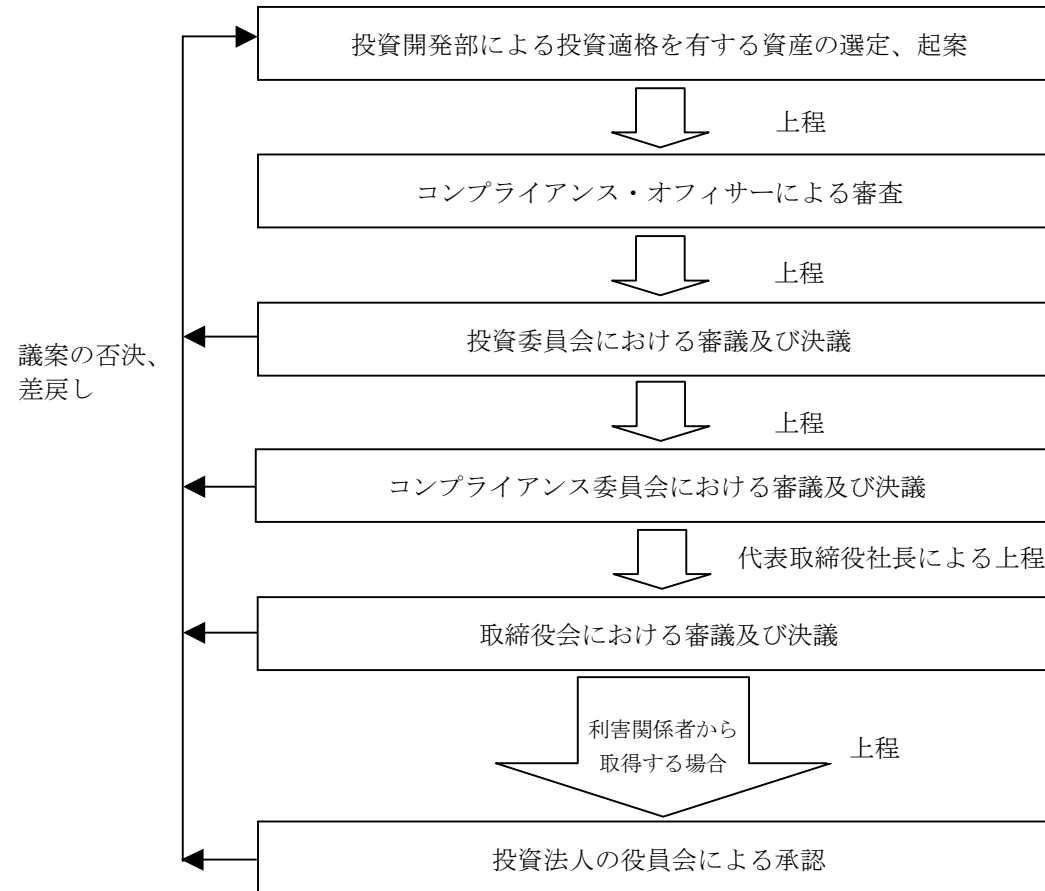 投資開発部による投資適格を有する資産の選定、起案
上程
コンプライアンス・オフィサーによる審査
上程
投資委員会における審議及び決議
議案の否決、
差戻し
上程
コンプライアンス委員会における審議及び決議
代表取締役社長による上程
取締役会における審議及び決議
利害関係者から
取得する場合
上程
投資法人の役員会による承認